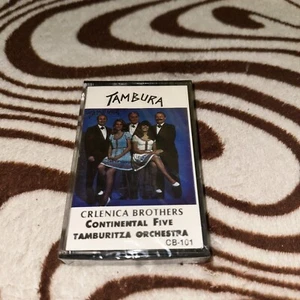 TAMBURA
CRLENICA BROTHERS
CONTINENTAL FIVE
TAMBURITZA ORCHESTRA
CB-101